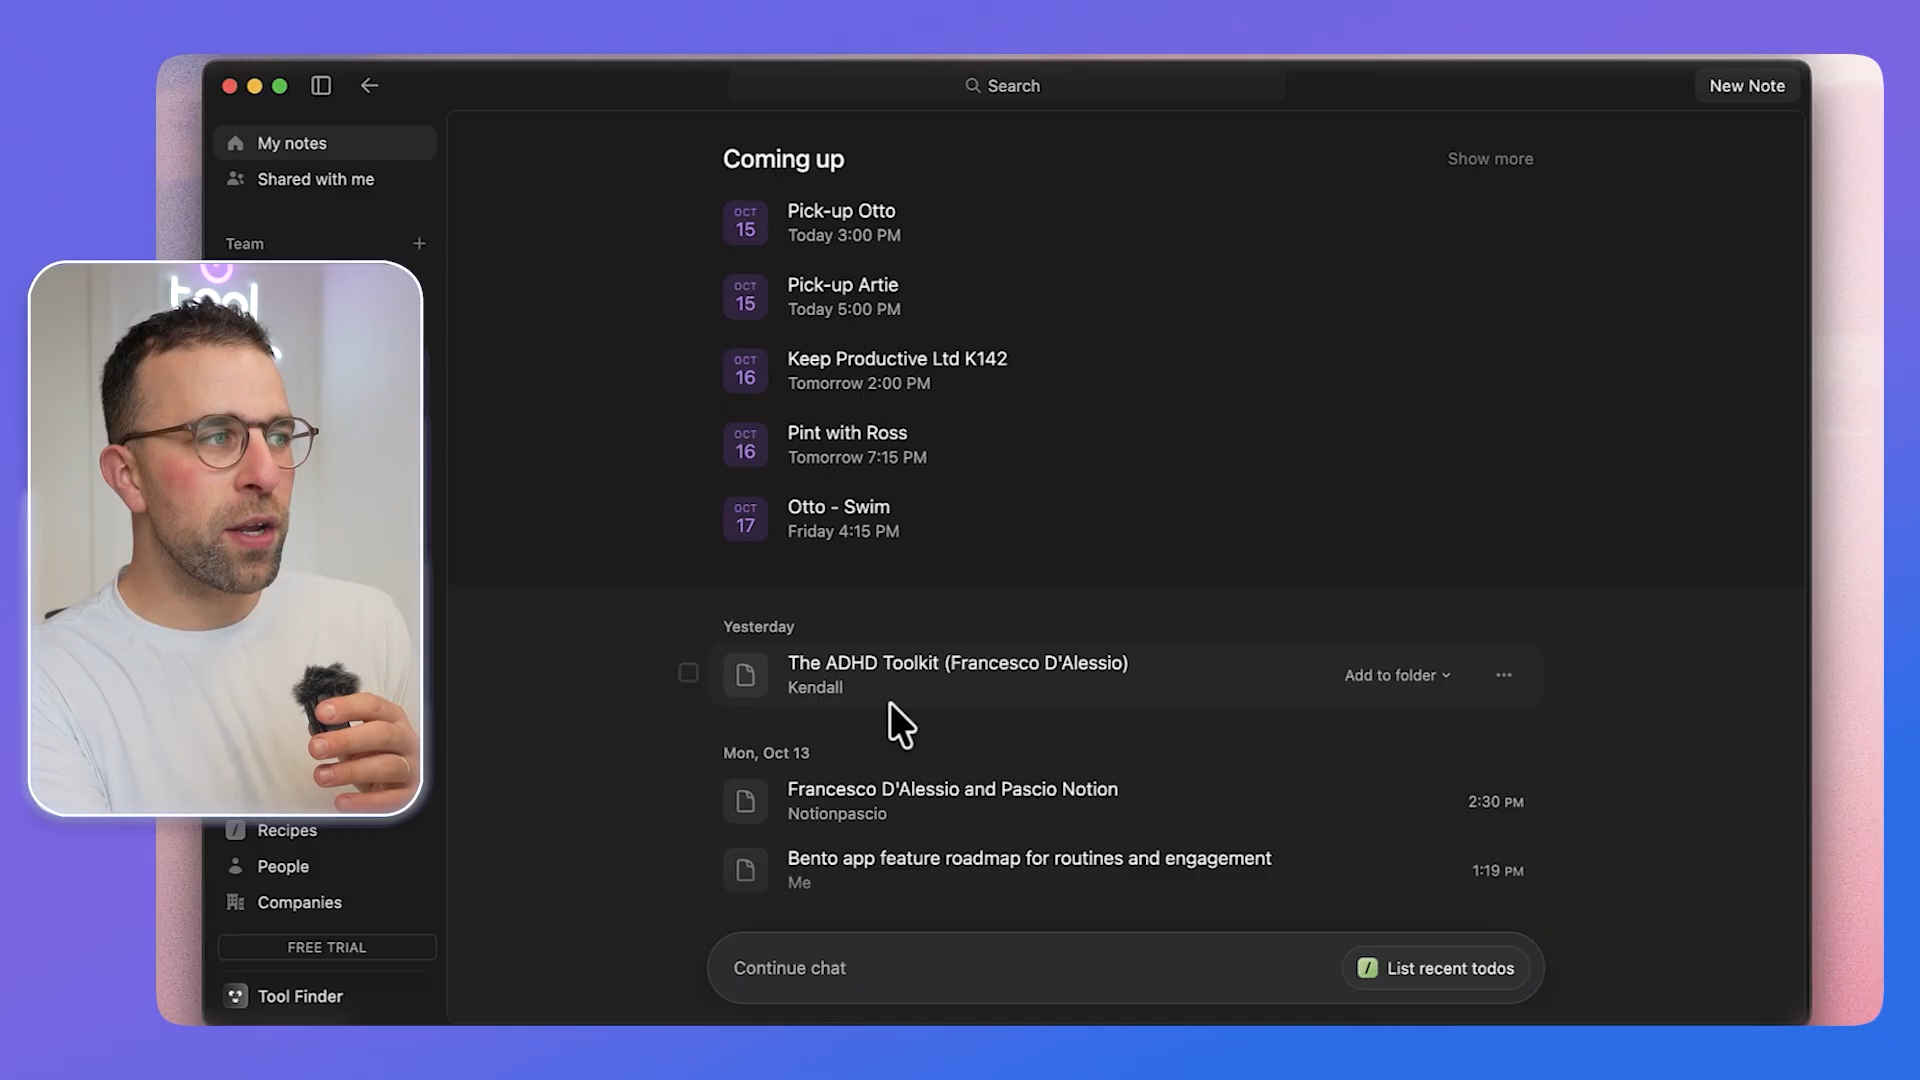 Search
New Note
My notes
Shared with me
Team
tool
Recipes
People
Companies
FREE TRIAL
Tool Finder
Coming up
Show more
OCT
15
Pick-up Otto
Today 3:00 PM
OCT
15
Pick-up Artie
Today 5:00 PM
OCT
16
Keep Productive Ltd K142
Tomorrow 2:00 PM
OCT
16
Pint with Ross
Tomorrow 7:15 PM
OCT
17
Otto - Swim
Friday 4:15 PM
Yesterday
The ADHD Toolkit (Francesco D'Alessio)
Kendall
Add to folder
Mon, Oct 13
Francesco D'Alessio and Pascio Notion
Notionpascio
2:30 PM
Bento app feature roadmap for routines and engagement
Me
1:19 PM
Continue chat
/ List recent todos